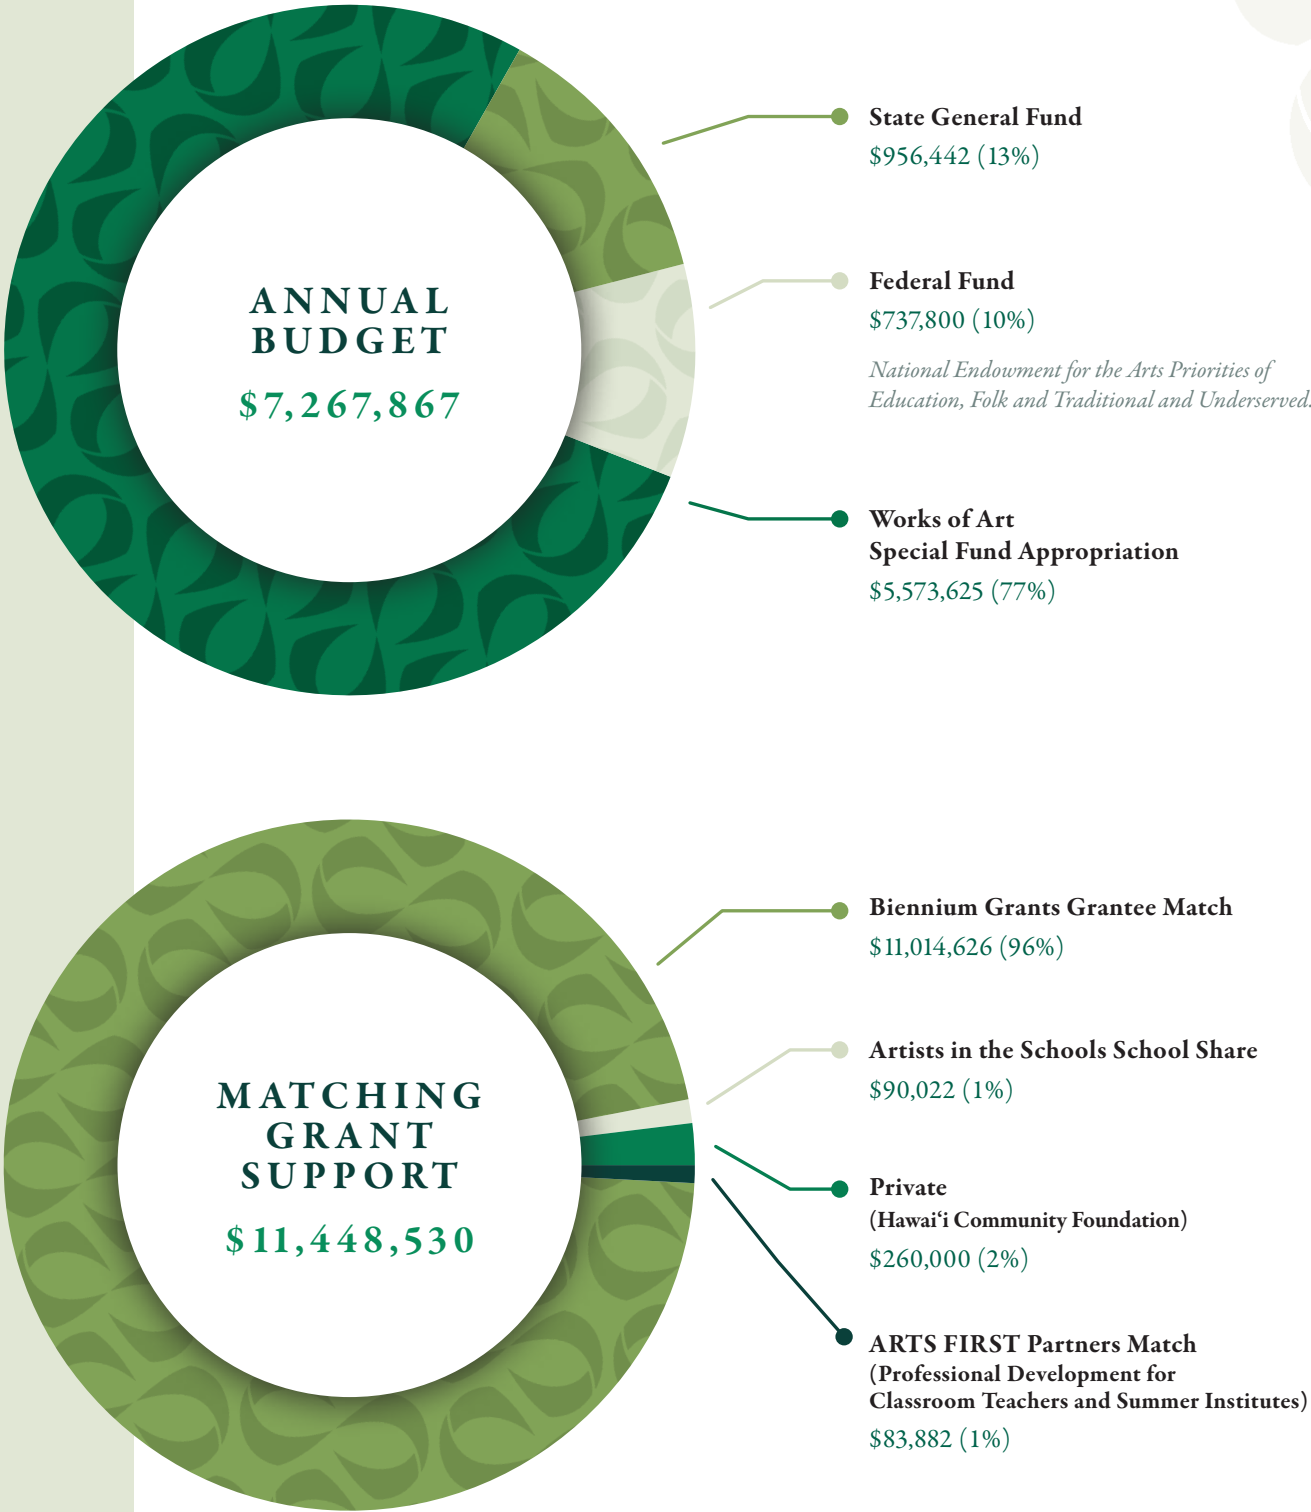 ANNUAL
BUDGET
$7,267,867
State General Fund
$956,442 (13%)
Federal Fund
$737,800 (10%)
National Endowment for the Arts Priorities of
Education, Folk and Traditional and Underserved.
Works of Art
Special Fund Appropriation
$5,573,625 (77%)
MATCHING
GRANT
SUPPORT
$11,448,530
Biennium Grants Grantee Match
$11,014,626 (96%)
Artists in the Schools School Share
$90,022 (1%)
Private
(Hawaiʻi Community Foundation)
$260,000 (2%)
ARTS FIRST Partners Match
(Professional Development for
Classroom Teachers and Summer Institutes)
$83,882 (1%)